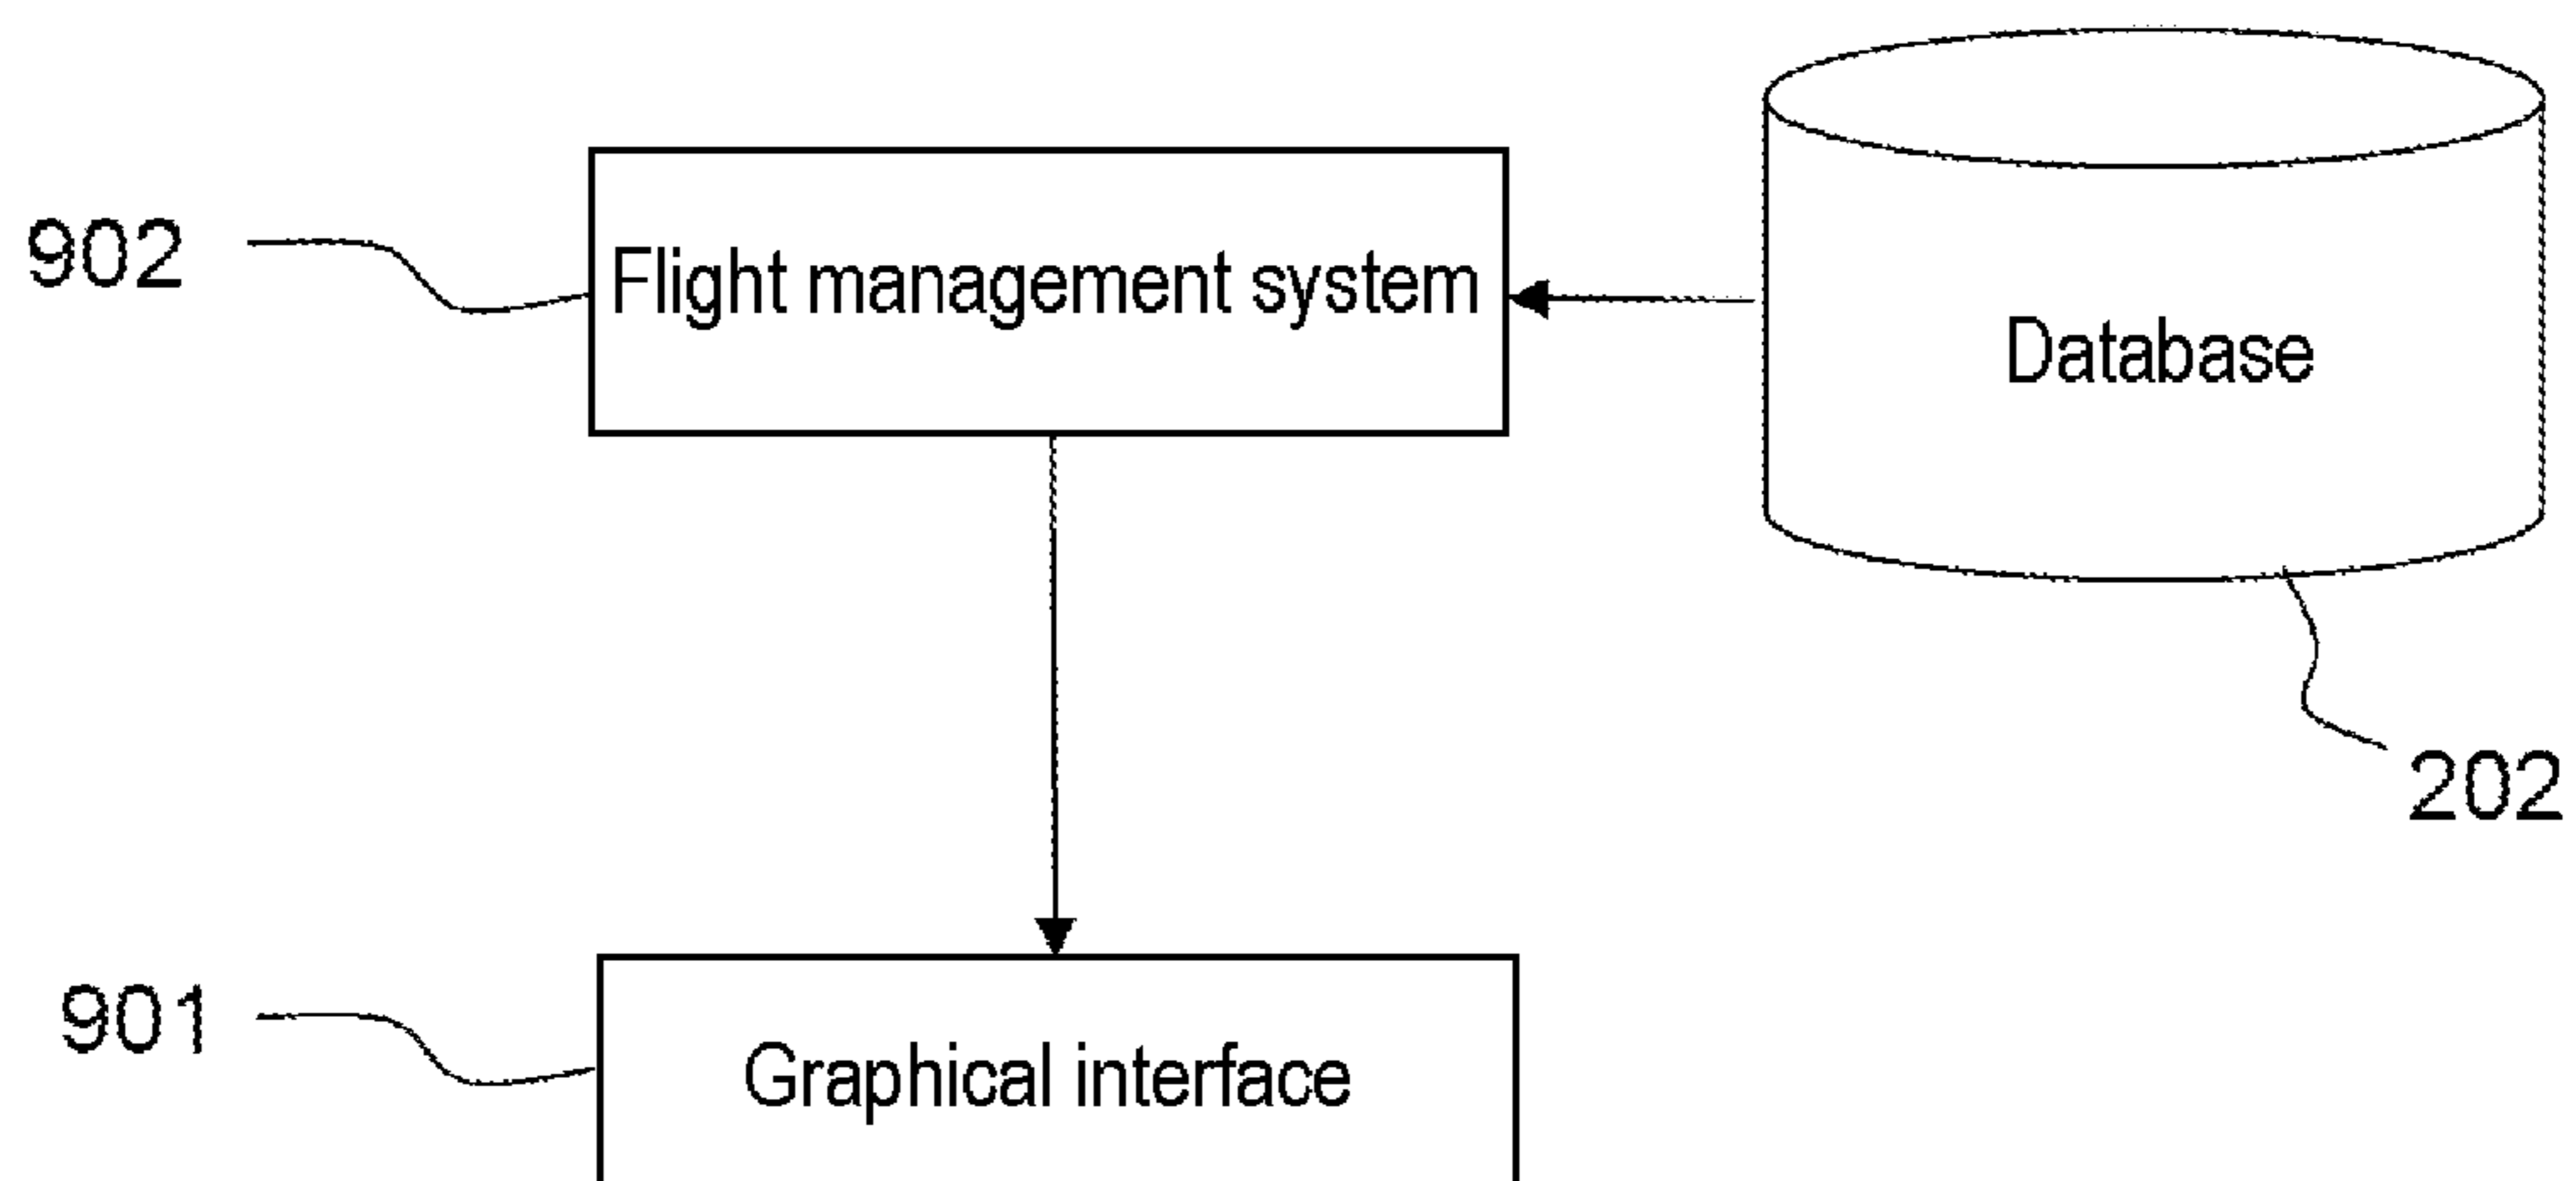 902
Flight management system
Database
202
901
Graphical interface